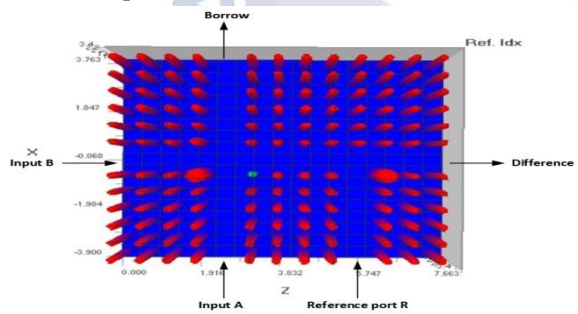 Borrow
Ref. Idx
3.763
1.847
X
-0.068
Input B
Difference
-1.984
-3.900
0.000
1.916
3.832
5.747
7.663
Z
Input A
Reference port R